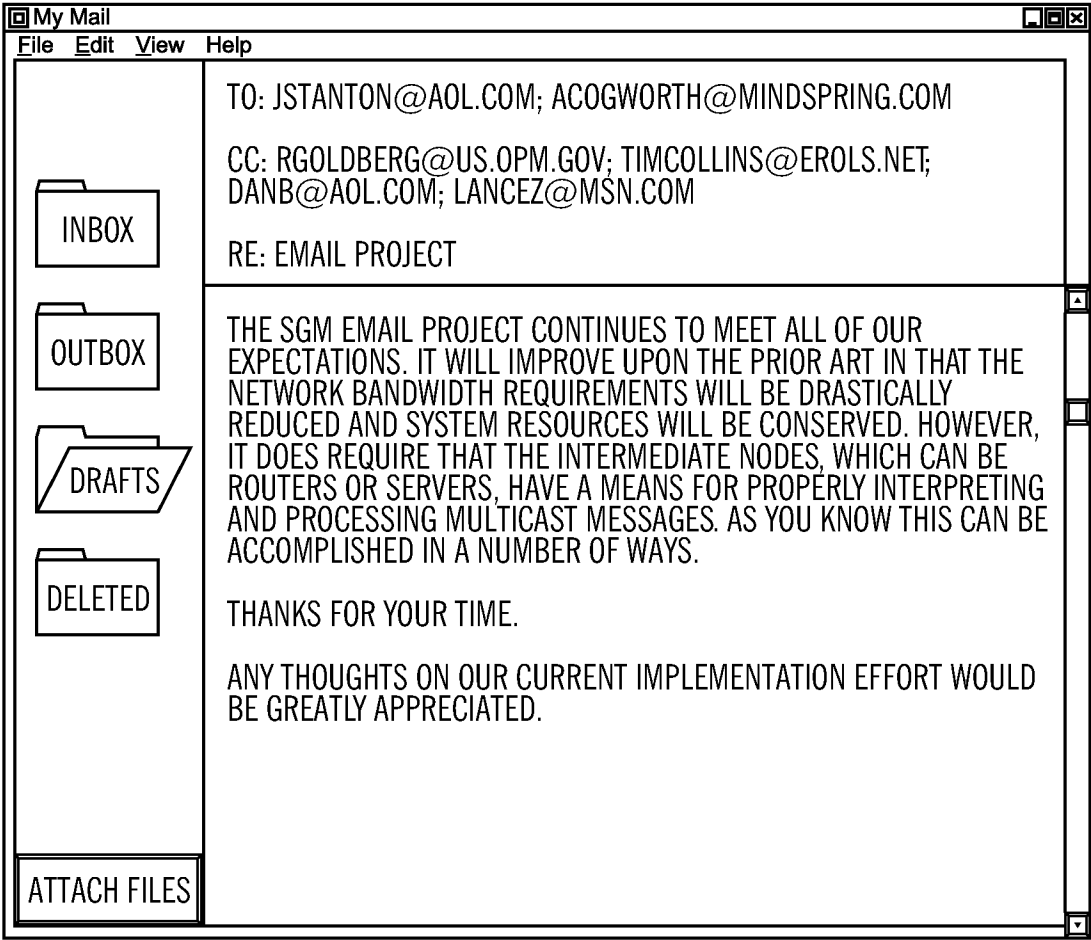 My Mail
File Edit View Help
TO: JSTANTON@AOL.COM; ACOGWORTH@MINDSPRING.COM
CC: RGOLDBERG@US.OPM.GOV; TIMCOLLINS@EROLS.NET;
DANB@AOL.COM; LANCEZ@MSN.COM
RE: EMAIL PROJECT
INBOX
OUTBOX
DRAFTS
DELETED
THE SGM EMAIL PROJECT CONTINUES TO MEET ALL OF OUR
EXPECTATIONS. IT WILL IMPROVE UPON THE PRIOR ART IN THAT THE
NETWORK BANDWIDTH REQUIREMENTS WILL BE DRASTICALLY
REDUCED AND SYSTEM RESOURCES WILL BE CONSERVED. HOWEVER,
IT DOES REQUIRE THAT THE INTERMEDIATE NODES, WHICH CAN BE
ROUTERS OR SERVERS, HAVE A MEANS FOR PROPERLY INTERPRETING
AND PROCESSING MULTICAST MESSAGES. AS YOU KNOW THIS CAN BE
ACCOMPLISHED IN A NUMBER OF WAYS.
THANKS FOR YOUR TIME.
ANY THOUGHTS ON OUR CURRENT IMPLEMENTATION EFFORT WOULD
BE GREATLY APPRECIATED.
ATTACH FILES